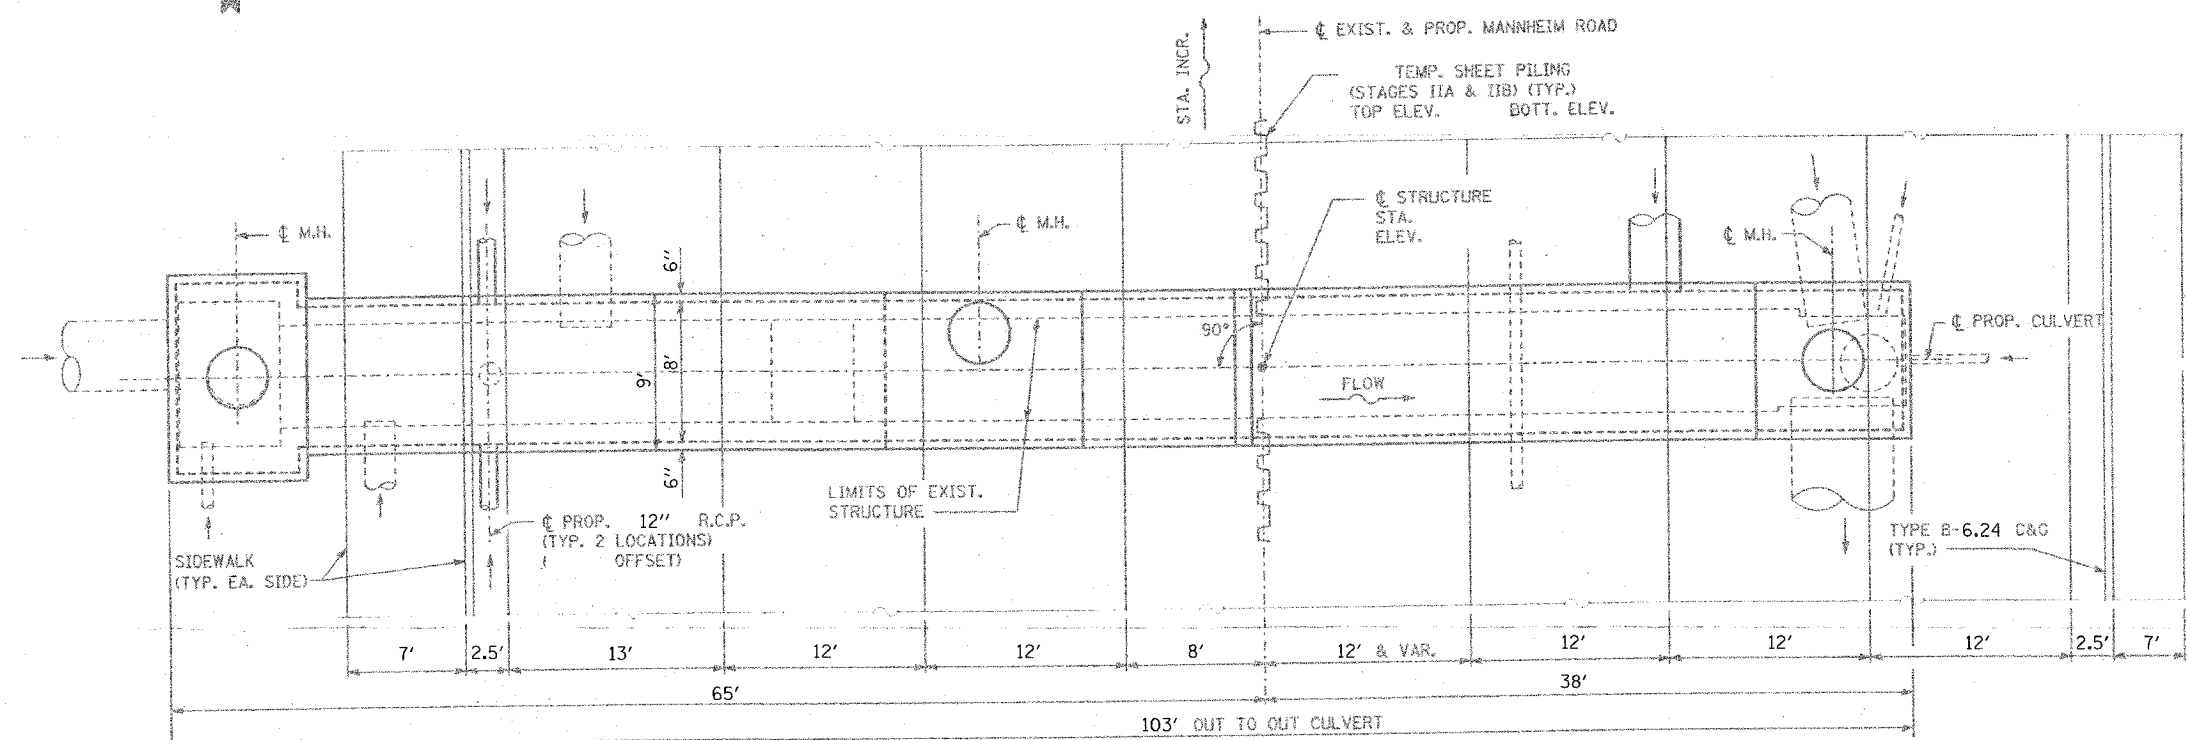 ℄ EXIST. & PROP. MANNHEIM ROAD
STA. INCR.
TEMP. SHEET PILING
(STAGES IIA & IIB) (TYP.)
TOP ELEV. BOTT. ELEV.
℄ STRUCTURE
STA.
ELEV.
℄ M.H.
℄ M.H.
℄ M.H.
6"
90°
℄ PROP. CULVERT
9'
8'
FLOW
6"
LIMITS OF EXIST.
STRUCTURE
℄ PROP. 12" R.C.P.
(TYP. 2 LOCATIONS)
( OFFSET)
TYPE B-6.24 C&G
(TYP.)
SIDEWALK
(TYP. EA. SIDE)
7' 2.5' 13' 12' 12' 8' 12' & VAR. 12' 12' 12' 2.5' 7'
65' 38'
103' OUT TO OUT CULVERT